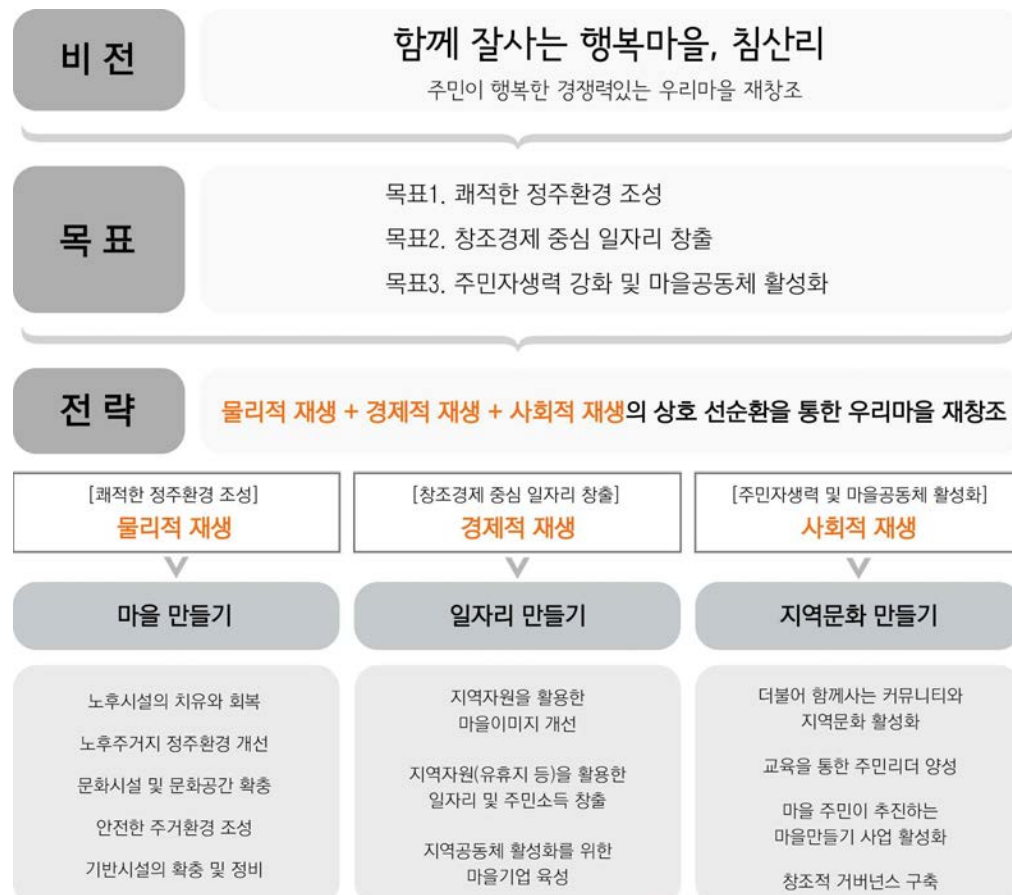 비 전
함께 잘사는 행복마을, 침산리
주민이 행복한 경쟁력있는 우리마을 재창조
목 표
목표1. 쾌적한 정주환경 조성
목표2. 창조경제 중심 일자리 창출
목표3. 주민자생력 강화 및 마을공동체 활성화
전 략
물리적 재생 + 경제적 재생 + 사회적 재생의 상호 선순환을 통한 우리마을 재창조
[쾌적한 정주환경 조성]
물리적 재생
마을 만들기
노후시설의 치유와 회복
노후주거지 정주환경 개선
문화시설 및 문화공간 확충
안전한 주거환경 조성
기반시설의 확충 및 정비
[창조경제 중심 일자리 창출]
경제적 재생
일자리 만들기
지역자원을 활용한
마을이미지 개선
지역자원(유휴지 등)을 활용한
일자리 및 주민소득 창출
지역공동체 활성화를 위한
마을기업 육성
[주민자생력 및 마을공동체 활성화]
사회적 재생
지역문화 만들기
더불어 함께사는 커뮤니티와
지역문화 활성화
교육을 통한 주민리더 양성
마을 주민이 추진하는
마을만들기 사업 활성화
창조적 거버넌스 구축